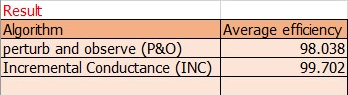 Result
Algorithm Average efficiency
perturb and observe (P&O) 98.038
Incremental Conductance (INC) 99.702